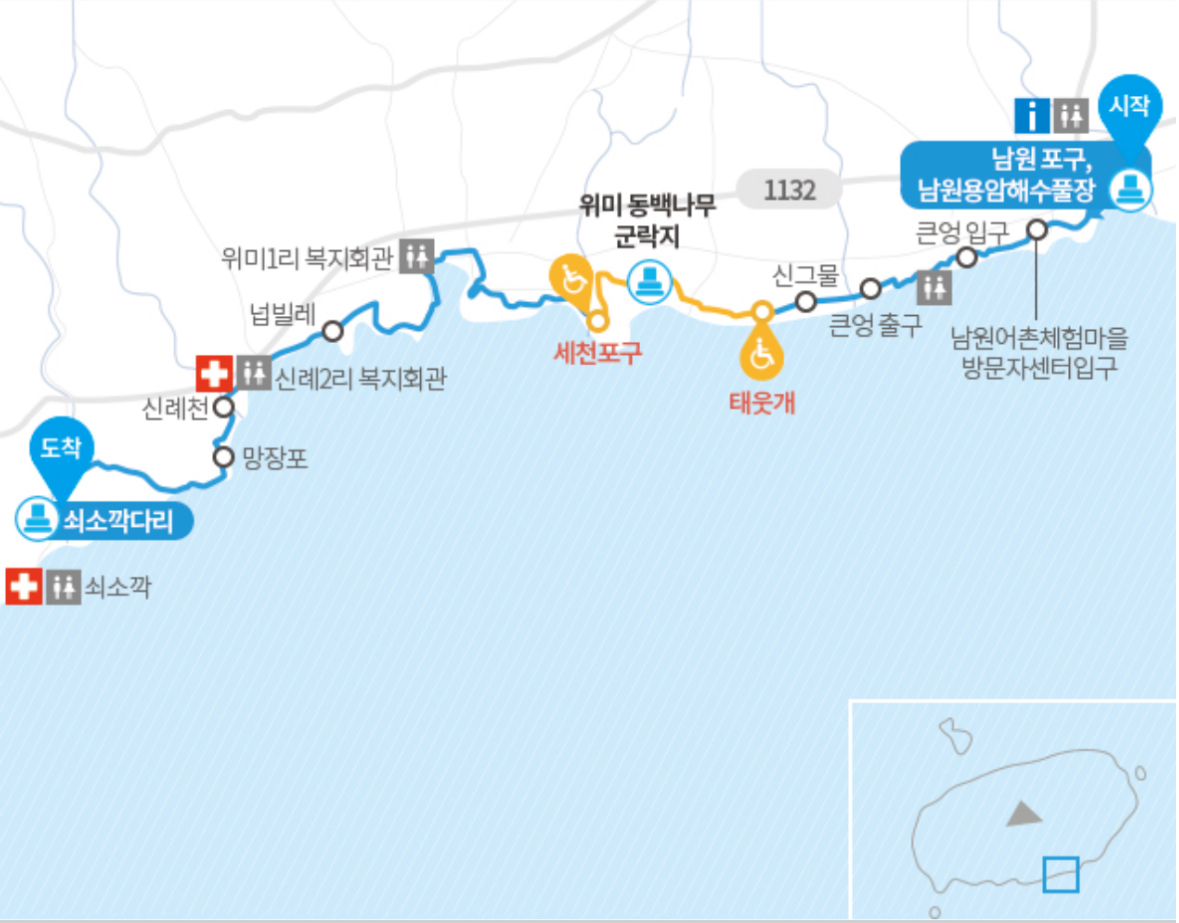 시작
i
남원 포구,
남원용암해수풀장
1132
위미 동백나무
군락지
큰엉 입구
위미1리 복지회관
신그물
넙빌레
큰엉 출구
남원어촌체험마을
방문자센터입구
세천포구
신례2리 복지회관
태웃개
신례천
도착
망장포
쇠소깍다리
쇠소깍